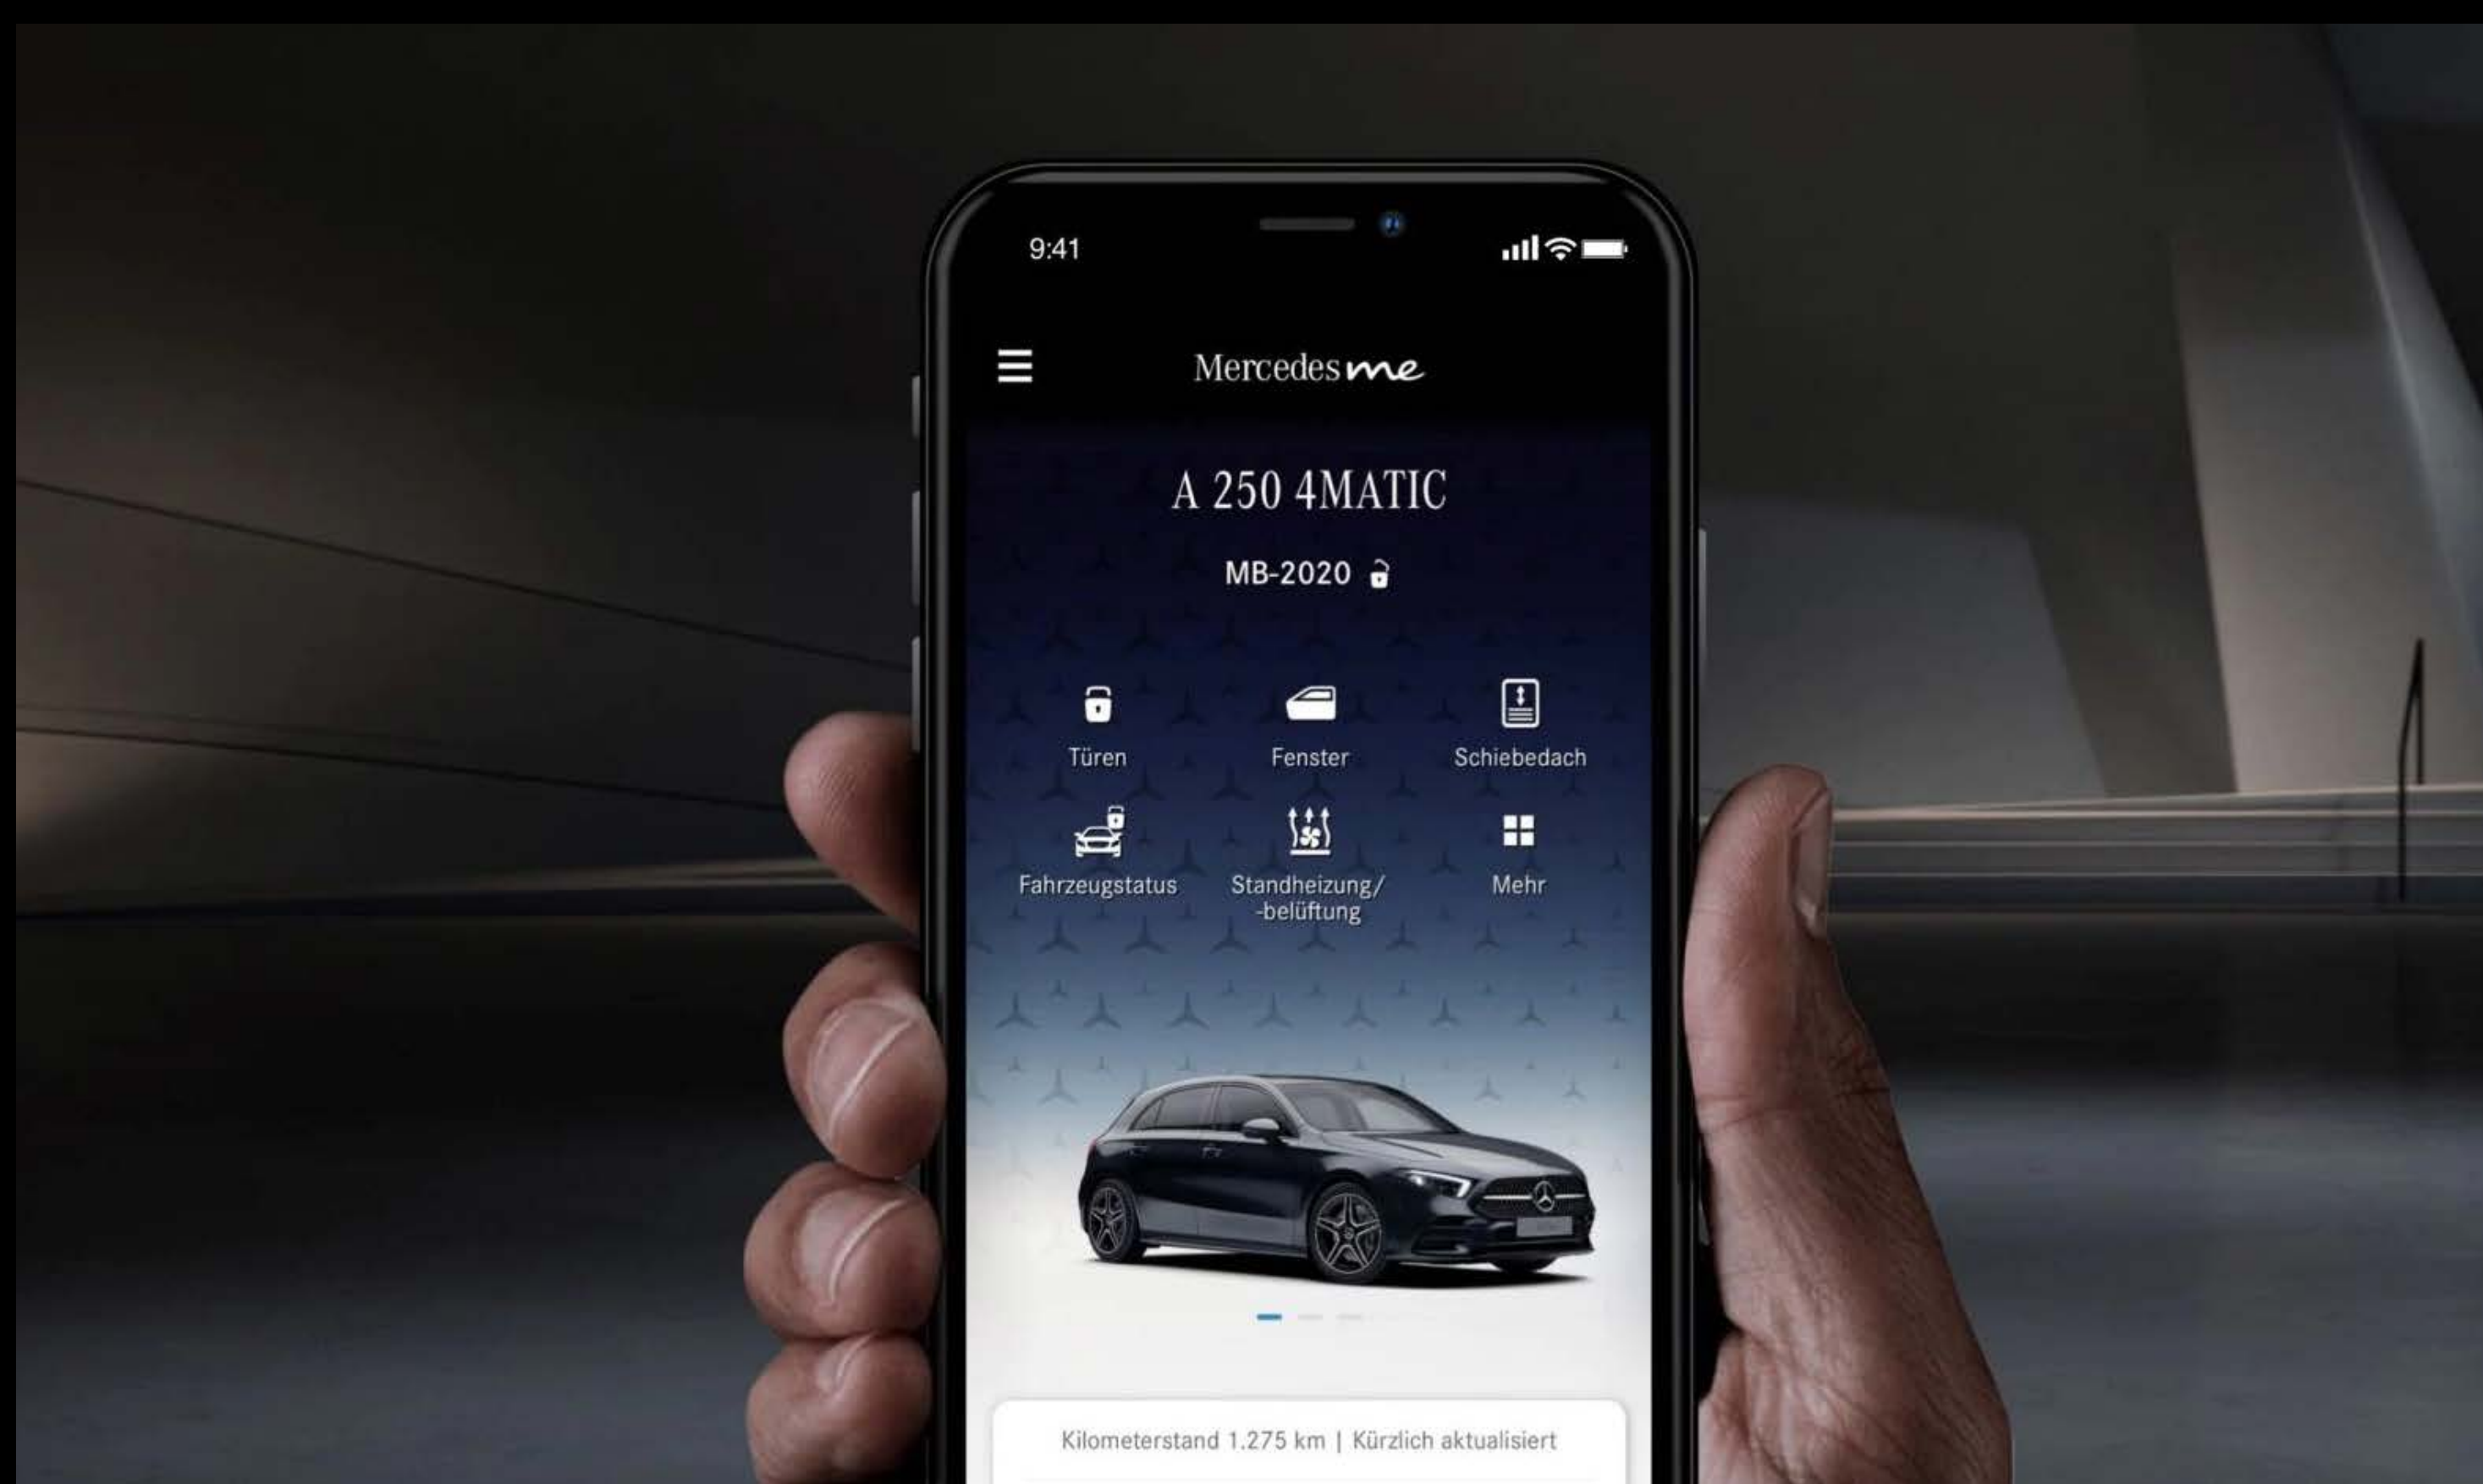 9:41
Mercedes me
A 250 4MATIC
MB-2020
Türen
Fenster
Schiebedach
Fahrzeugstatus
Standheizung/
-belüftung
Mehr
Kilometerstand 1.275 km | Kürzlich aktualisiert